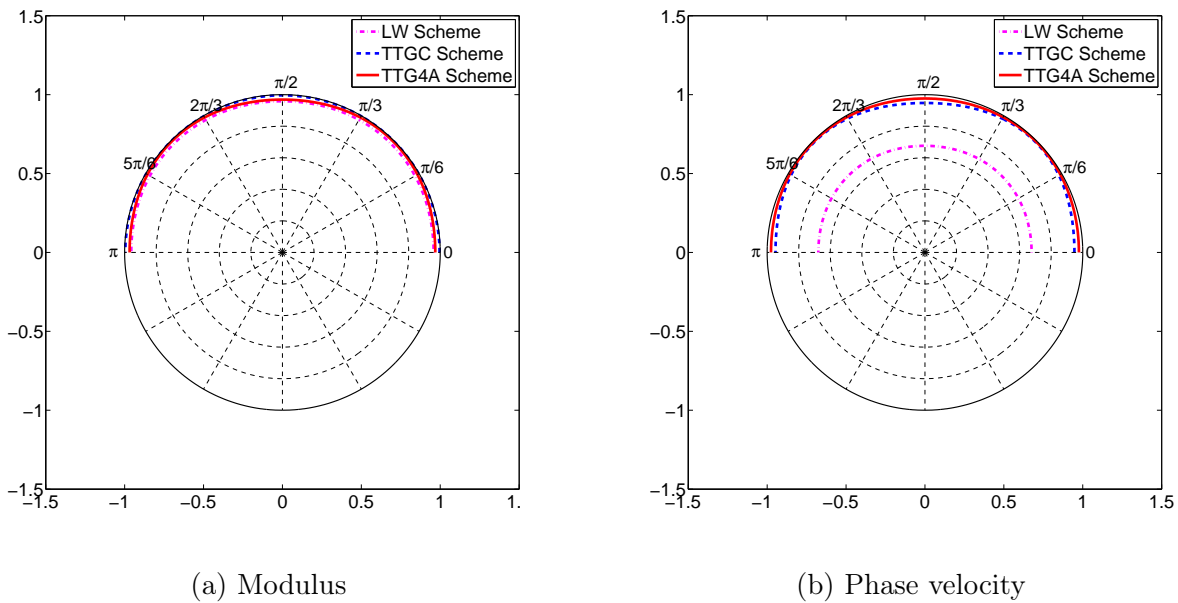 1.5
LW Scheme
TTGC Scheme
TTG4A Scheme
π/2
2π/3
π/3
5π/6
π/6
π
0
1
0.5
0
−0.5
−1
−1.5
−1.5
−1
−0.5
0
0.5
1
1.
(a) Modulus
1.5
LW Scheme
TTGC Scheme
TTG4A Scheme
π/2
2π/3
π/3
5π/6
π/6
π
0
1
0.5
0
−0.5
−1
−1.5
−1.5
−1
−0.5
0
0.5
1
1.5
(b) Phase velocity